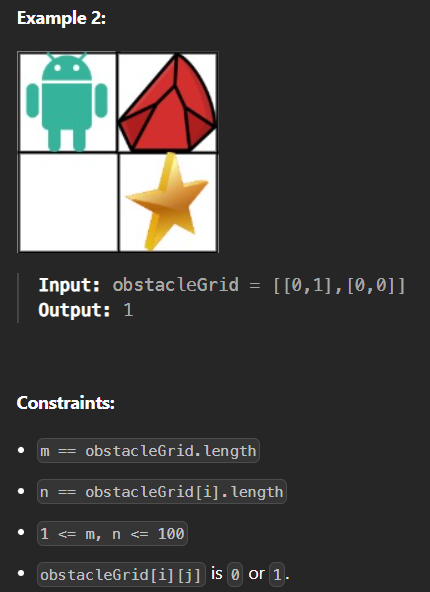 Example 2:
Input: obstacleGrid = [[0,1],[0,0]]
Output: 1
Constraints:
• m == obstacleGrid.length
• n == obstacleGrid[i].length
• 1 <= m, n <= 100
• obstacleGrid[i][j] is 0 or 1.